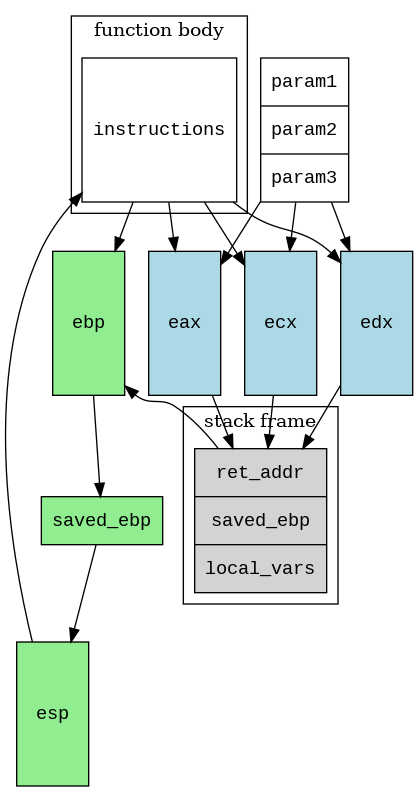 function body
instructions
param1
param2
param3
ebp
eax
ecx
edx
stack frame
ret_addr
saved_ebp
local_vars
saved_ebp
esp